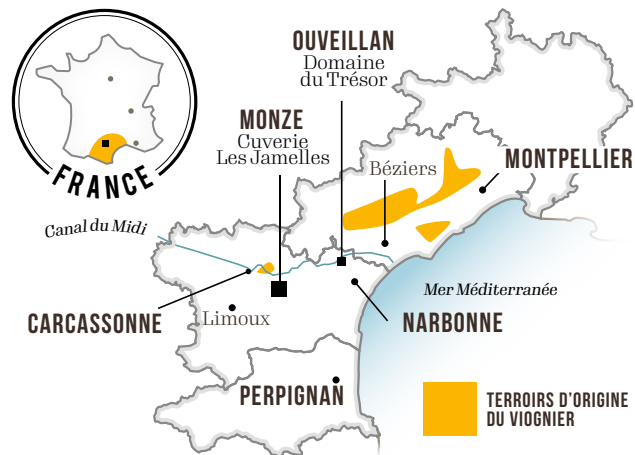 FRANCE
OUVEILLAN
Domaine
du Trésor
MONZE
Cuverie
Les Jamelles
Béziers
MONTPELLIER
Canal du Midi
Mer Méditerranée
CARCASSONNE
Limoux
NARBONNE
PERPIGNAN
TERROIRS D'ORIGINE
DU VIOGNIER